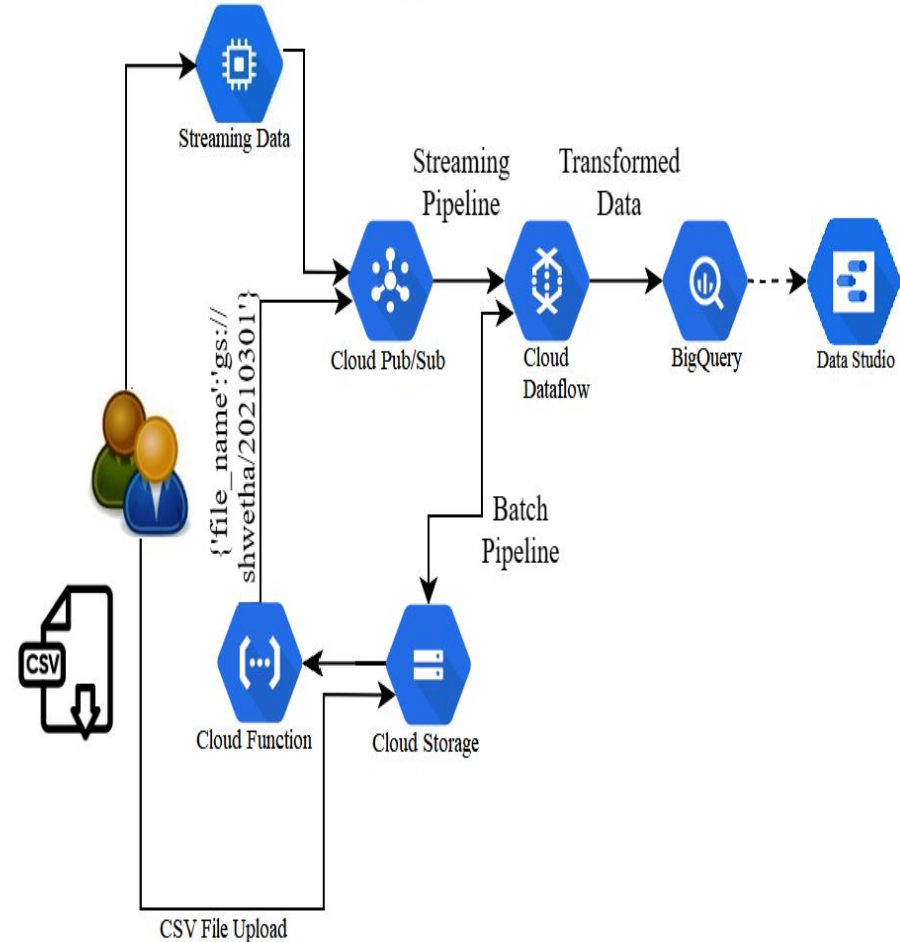 Streaming Data
Streaming
Pipeline
Transformed
Data
Cloud Pub/Sub
Cloud
Dataflow
BigQuery
Data Studio
{'file_name':'gs://
shwetha/20210301'}
Batch
Pipeline
CSV
Cloud Function
Cloud Storage
CSV File Upload